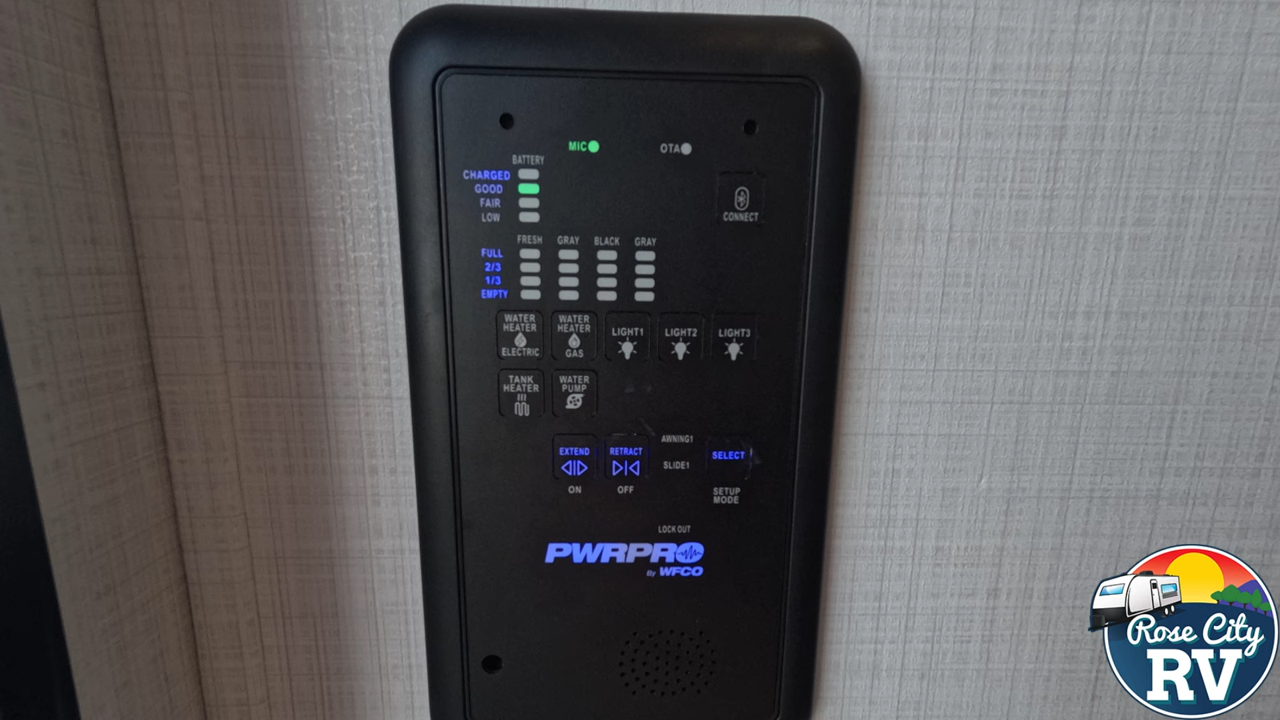 MIC OTA
BATTERY
CHARGED
GOOD
FAIR
LOW
CONNECT
FRESH GRAY BLACK GRAY
FULL
2/3
1/3
EMPTY
WATER HEATER ELECTRIC
WATER HEATER GAS
LIGHT1
LIGHT2
LIGHT3
TANK HEATER
WATER PUMP
EXTEND
RETRACT
AWNING1
SLIDE1
SELECT
ON
OFF
SETUP MODE
LOCK OUT
PWRPRO
By WFCO
Rose City
RV